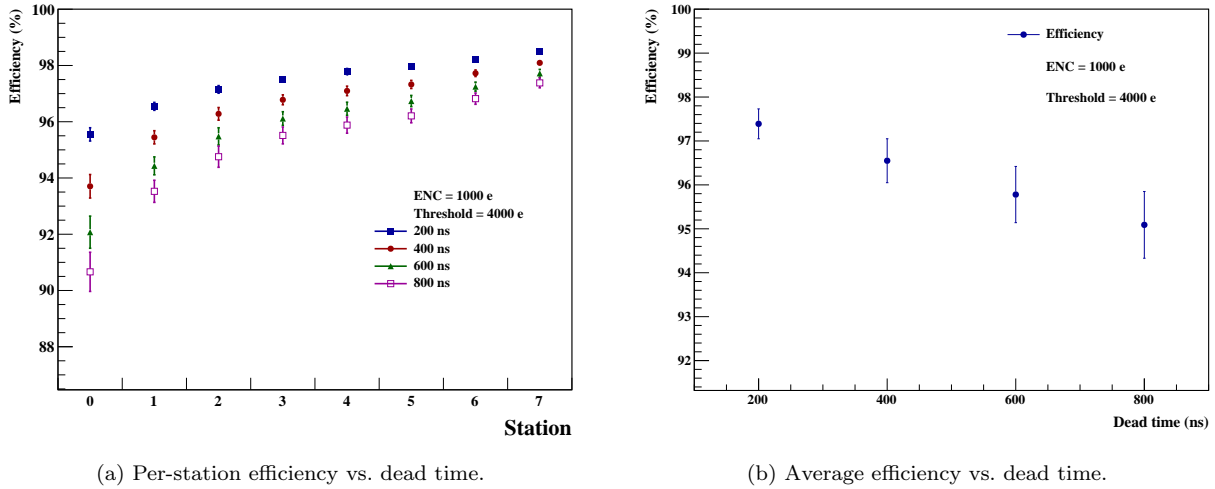 Efficiency (%)
100
98
96
94
92
90
88
ENC = 1000 e
Threshold = 4000 e
200 ns
400 ns
600 ns
800 ns
0 1 2 3 4 5 6 7
Station
(a) Per-station efficiency vs. dead time.
Efficiency (%)
100
99
98
97
96
95
94
93
92
Efficiency
ENC = 1000 e
Threshold = 4000 e
200 400 600 800
Dead time (ns)
(b) Average efficiency vs. dead time.